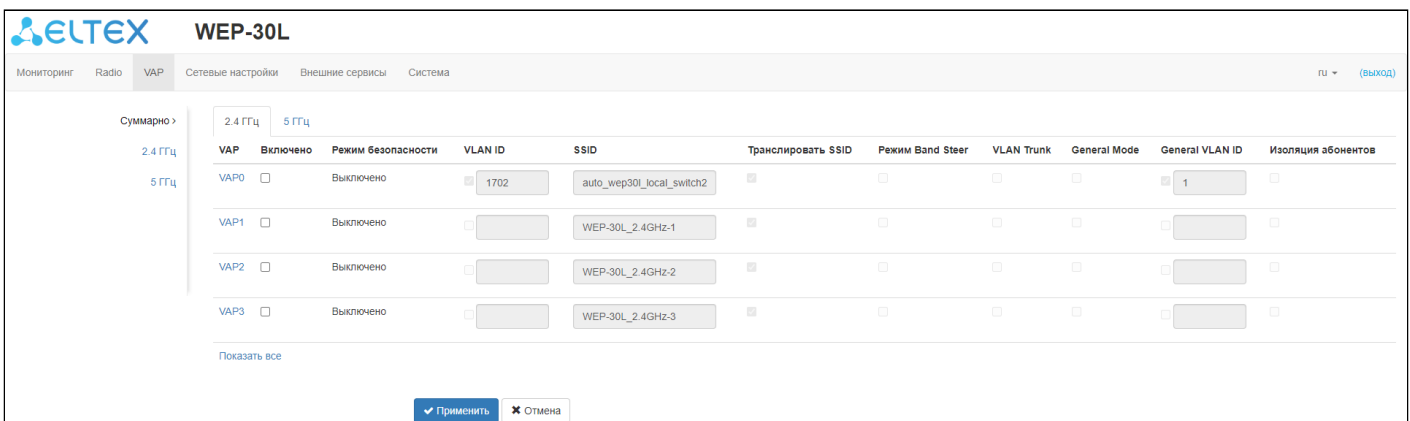 ELTEX WEP-30L
Мониторинг Radio VAP Сетевые настройки Внешние сервисы Система ru (выход)
Суммарно > 2.4 ГГц 5 ГГц
2.4 ГГц VAP Включено Режим безопасности VLAN ID SSID Транслировать SSID Режим Band Steer VLAN Trunk General Mode General VLAN ID Изоляция абонентов
5 ГГц VAP0 Выключено 1702 auto_wep30l_local_switch2 1
VAP1 Выключено WEP-30L_2.4GHz-1
VAP2 Выключено WEP-30L_2.4GHz-2
VAP3 Выключено WEP-30L_2.4GHz-3
Показать все
Применить Отмена